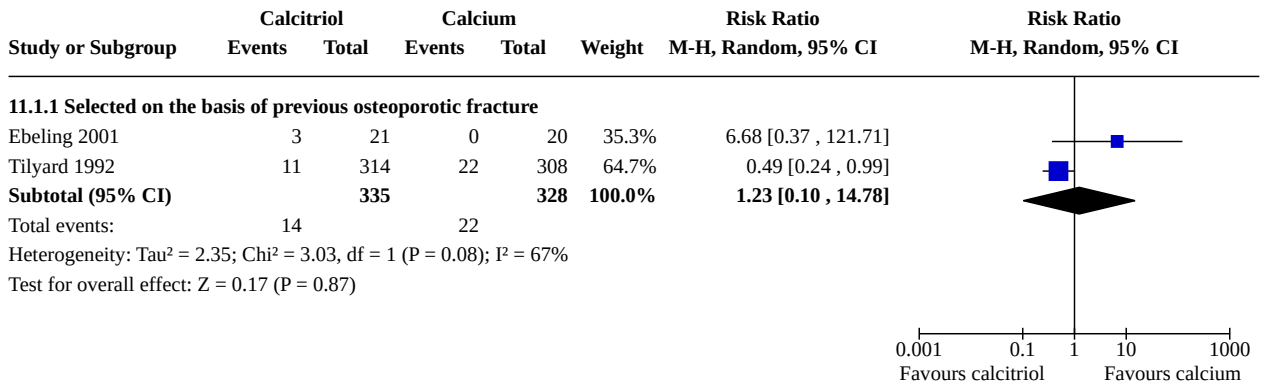 Calcitriol Calcium Risk Ratio Risk Ratio
Study or Subgroup Events Total Events Total Weight M-H, Random, 95% CI M-H, Random, 95% CI
11.1.1 Selected on the basis of previous osteoporotic fracture
Ebeling 2001 3 21 0 20 35.3% 6.68 [0.37 , 121.71]
Tilyard 1992 11 314 22 308 64.7% 0.49 [0.24 , 0.99]
Subtotal (95% CI) 335 328 100.0% 1.23 [0.10 , 14.78]
Total events: 14 22
Heterogeneity: Tau² = 2.35; Chi² = 3.03, df = 1 (P = 0.08); I² = 67%
Test for overall effect: Z = 0.17 (P = 0.87)
0.001 0.1 1 10 1000
Favours calcitriol Favours calcium